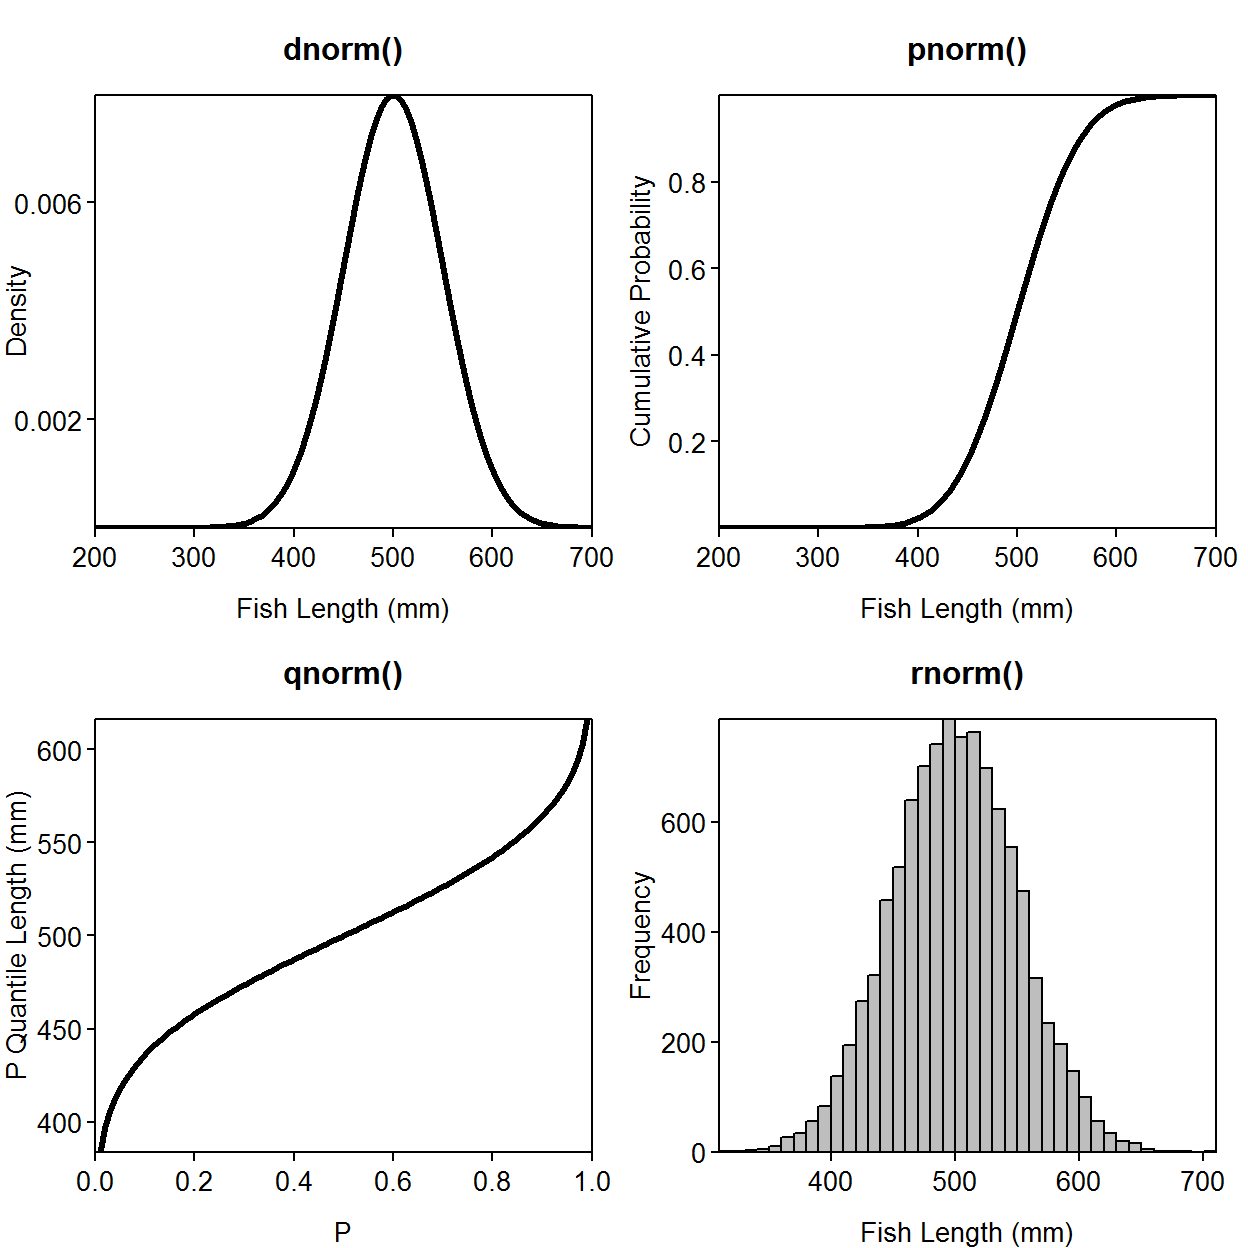 dnorm()
0.006
0.002
Density
200 300 400 500 600 700
Fish Length (mm)
pnorm()
0.8
0.6
0.4
0.2
Cumulative Probability
200 300 400 500 600 700
Fish Length (mm)
qnorm()
600
550
500
450
400
P Quantile Length (mm)
0.0 0.2 0.4 0.6 0.8 1.0
P
rnorm()
600
400
200
0
Frequency
400 500 600 700
Fish Length (mm)